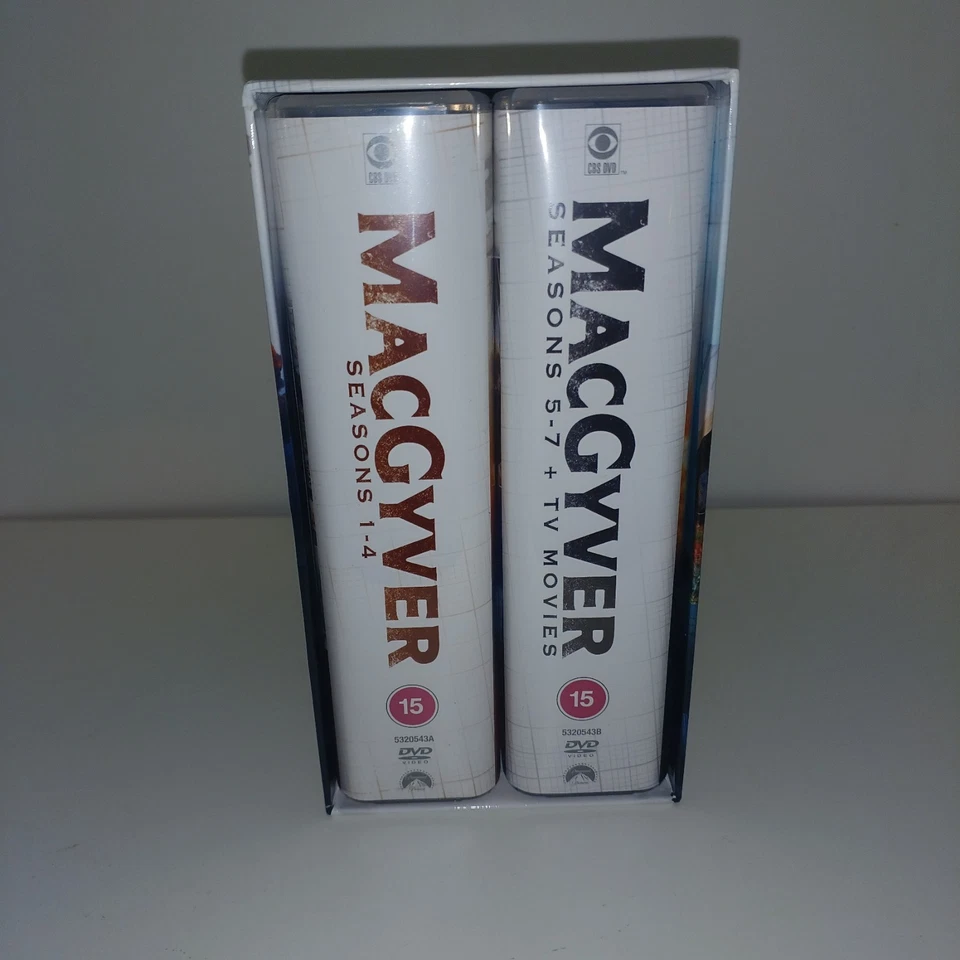 CBS DVD
MACGYVER
SEASONS 1-4
15
5320543A
DVD
VIDEO
CBS DVD™
MACGYVER
SEASONS 5-7 + TV MOVIES
15
5320543B
DVD
VIDEO